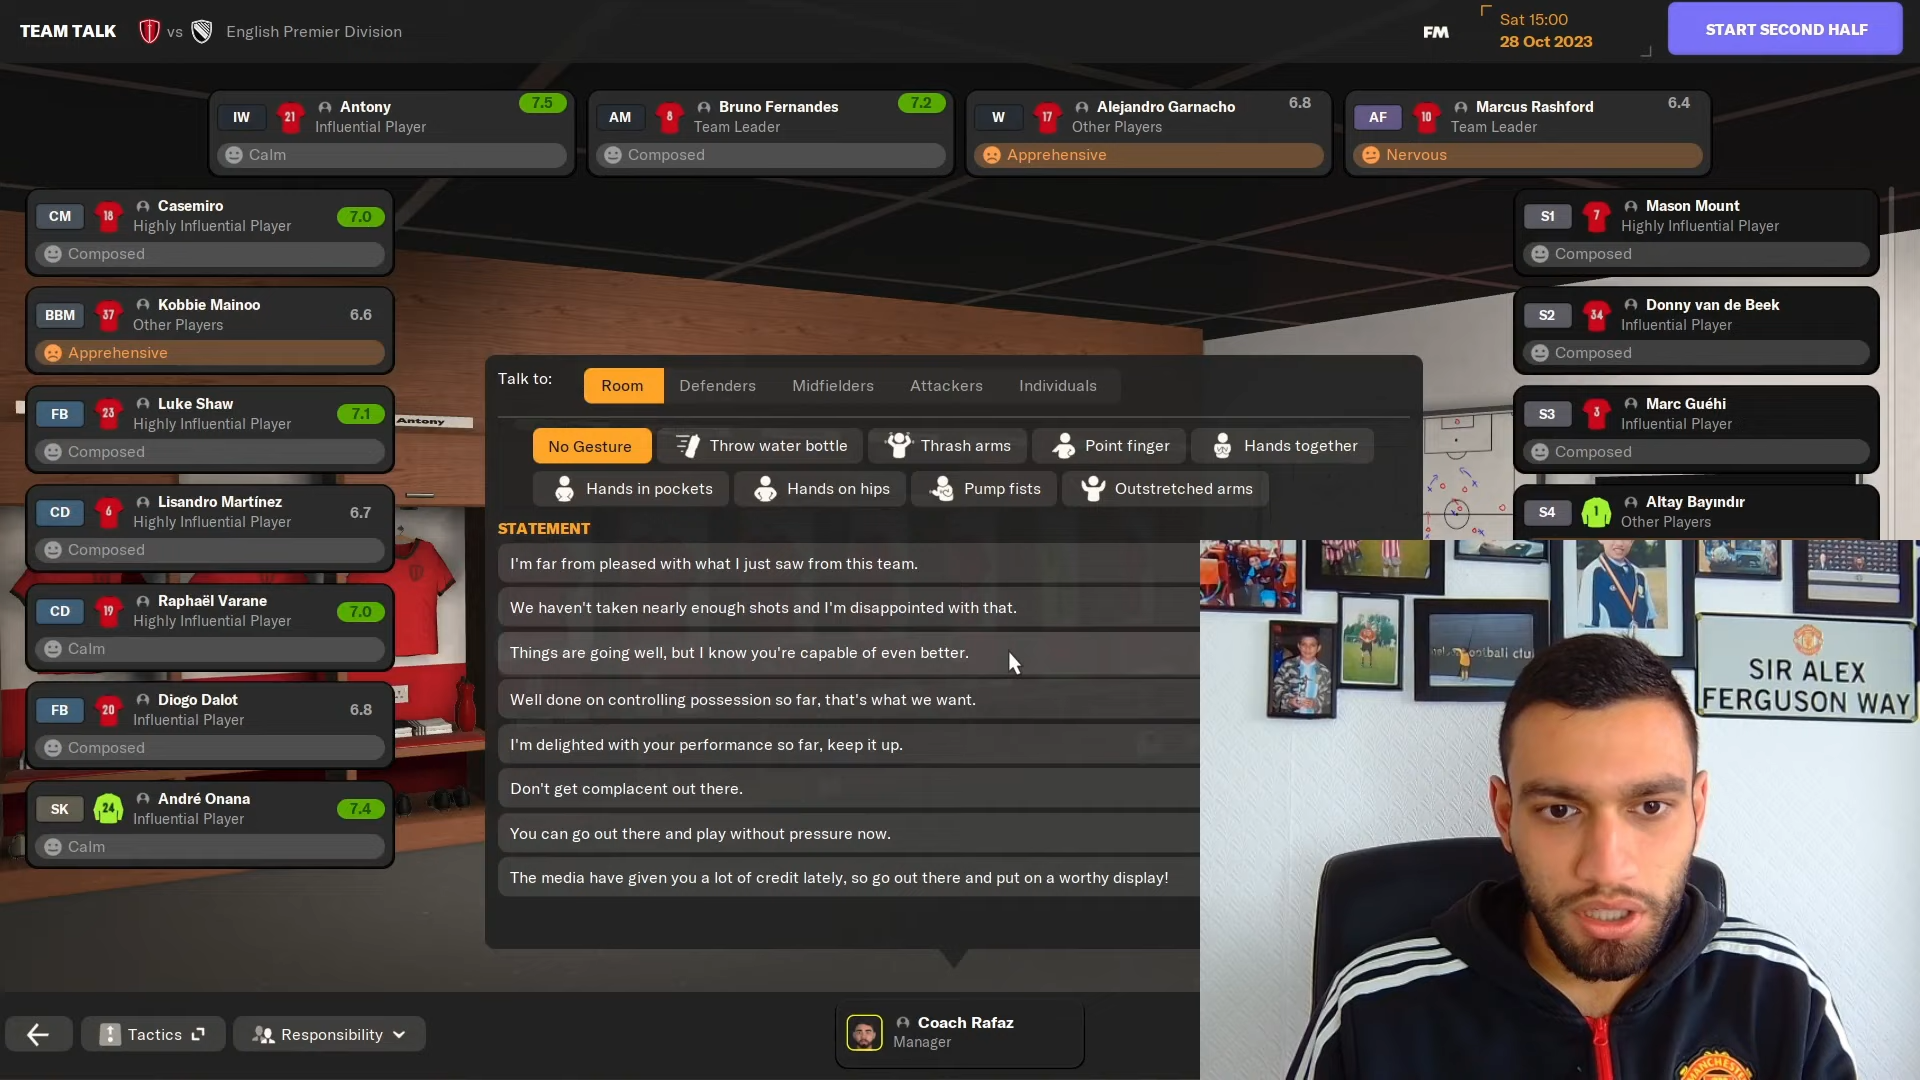 TEAM TALK
vs
English Premier Division
FM
Sat 15:00
28 Oct 2023
START SECOND HALF
IW
21
Antony
Influential Player
7.5
Calm
AM
8
Bruno Fernandes
Team Leader
7.2
Composed
W
17
Alejandro Garnacho
Other Players
6.8
Apprehensive
AF
10
Marcus Rashford
Team Leader
6.4
Nervous
CM
18
Casemiro
Highly Influential Player
7.0
Composed
BBM
37
Kobbie Mainoo
Other Players
6.6
Apprehensive
FB
23
Luke Shaw
Highly Influential Player
7.1
Composed
CD
6
Lisandro Martínez
Highly Influential Player
6.7
Composed
CD
19
Raphaël Varane
Highly Influential Player
7.0
Calm
FB
20
Diogo Dalot
Influential Player
6.8
Composed
SK
24
André Onana
Influential Player
7.4
Calm
Antony
Talk to:
Room
Defenders
Midfielders
Attackers
Individuals
No Gesture
Throw water bottle
Thrash arms
Point finger
Hands together
Hands in pockets
Hands on hips
Pump fists
Outstretched arms
STATEMENT
I'm far from pleased with what I just saw from this team.
We haven't taken nearly enough shots and I'm disappointed with that.
Things are going well, but I know you're capable of even better.
Well done on controlling possession so far, that's what we want.
I'm delighted with your performance so far, keep it up.
Don't get complacent out there.
You can go out there and play without pressure now.
The media have given you a lot of credit lately, so go out there and put on a worthy display!
S1
7
Mason Mount
Highly Influential Player
Composed
S2
34
Donny van de Beek
Influential Player
Composed
S3
3
Marc Guéhi
Influential Player
Composed
S4
1
Altay Bayındır
Other Players
SIR ALEX
FERGUSON WAY
MANCHESTER
Tactics
Responsibility
Coach Rafaz
Manager